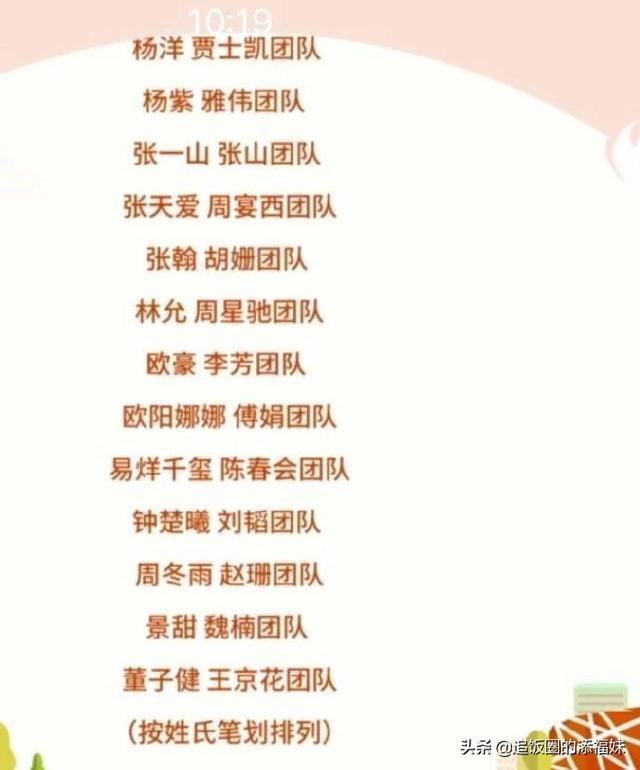 10:19
杨洋 贾士凯团队
杨紫 雅伟团队
张一山 张山团队
张天爱 周宴西团队
张翰 胡姗团队
林允 周星驰团队
欧豪 李芳团队
欧阳娜娜 傅娟团队
易烊千玺 陈春会团队
钟楚曦 刘韬团队
周冬雨 赵珊团队
景甜 魏楠团队
董子健 王京花团队
（按姓氏笔划排列）
头条 @追饭圈的添福妹